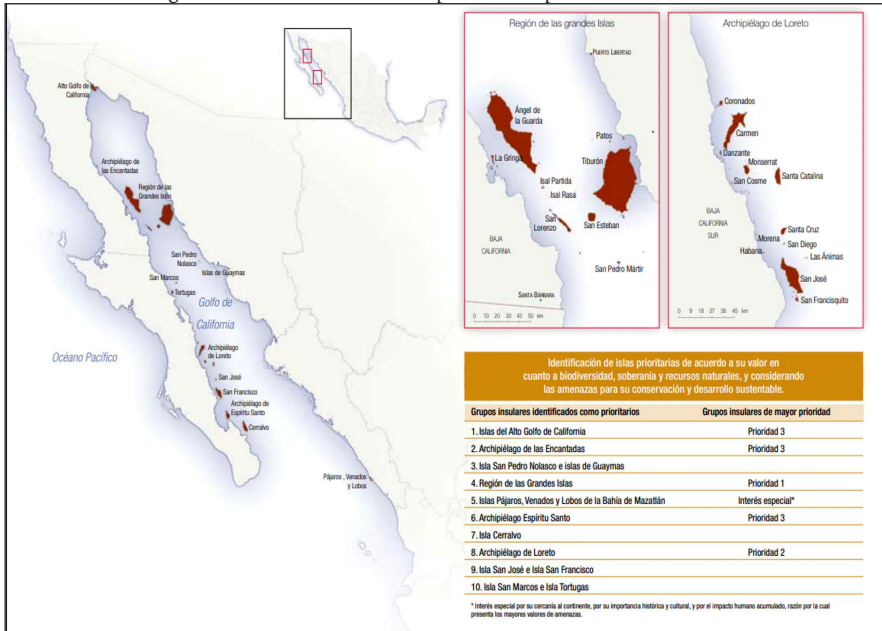 Alto Golfo de
California
Archipiélago de
las Encantadas
Región de las
Grandes Islas
San Pedro
Nolasco
Islas de Guaymas
San Marcos
Tortugas
Golfo de
California
Océano Pacífico
Archipiélago
de Loreto
San José
San Francisco
Archipiélago de
Espíritu Santo
Cerralvo
Pájaros , Venados
y Lobos
Región de las grandes Islas
PUERTO LIBERTAD
Ángel de
la Guarda
Patos
La Gringa
Tiburón
Isal Partida
Isal Rasa
San
Lorenzo
San Esteban
BAJA
CALIFORNIA
San Pedro Mártir
SANTA BÁRBARA
0 10 20 30 40 50 km
Archipiélago de Loreto
Coronados
Carmen
Danzante
Monserrat
Santa Catalina
San Cosme
BAJA
CALIFORNIA
SUR
Santa Cruz
Morena
San Diego
Habana
Las Ánimas
San José
San Francisquito
0 9 18 27 36 45 km
Identificación de islas prioritarias de acuerdo a su valor en
cuanto a biodiversidad, soberanía y recursos naturales, y considerando
las amenazas para su conservación y desarrollo sustentable.
Grupos insulares identificados como prioritarios Grupos insulares de mayor prioridad
1. Islas del Alto Golfo de California Prioridad 3
2. Archipiélago de las Encantadas Prioridad 3
3. Isla San Pedro Nolasco e islas de Guaymas
4. Región de las Grandes Islas Prioridad 1
5. Islas Pájaros, Venados y Lobos de la Bahía de Mazatlán Interés especial*
6. Archipiélago Espíritu Santo Prioridad 3
7. Isla Cerralvo
8. Archipiélago de Loreto Prioridad 2
9. Isla San José e Isla San Francisco
10. Isla San Marcos e Isla Tortugas
* Interés especial por su cercanía al continente, por su importancia histórica y cultural, y por el impacto humano acumulado, razón por la cual
presenta los mayores valores de amenazas.